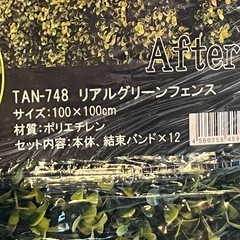 After
TAN-748 リアルグリーンフェンス
サイズ：100×100cm
材質：ポリエチレン
セット内容：本体、結束バンド×12